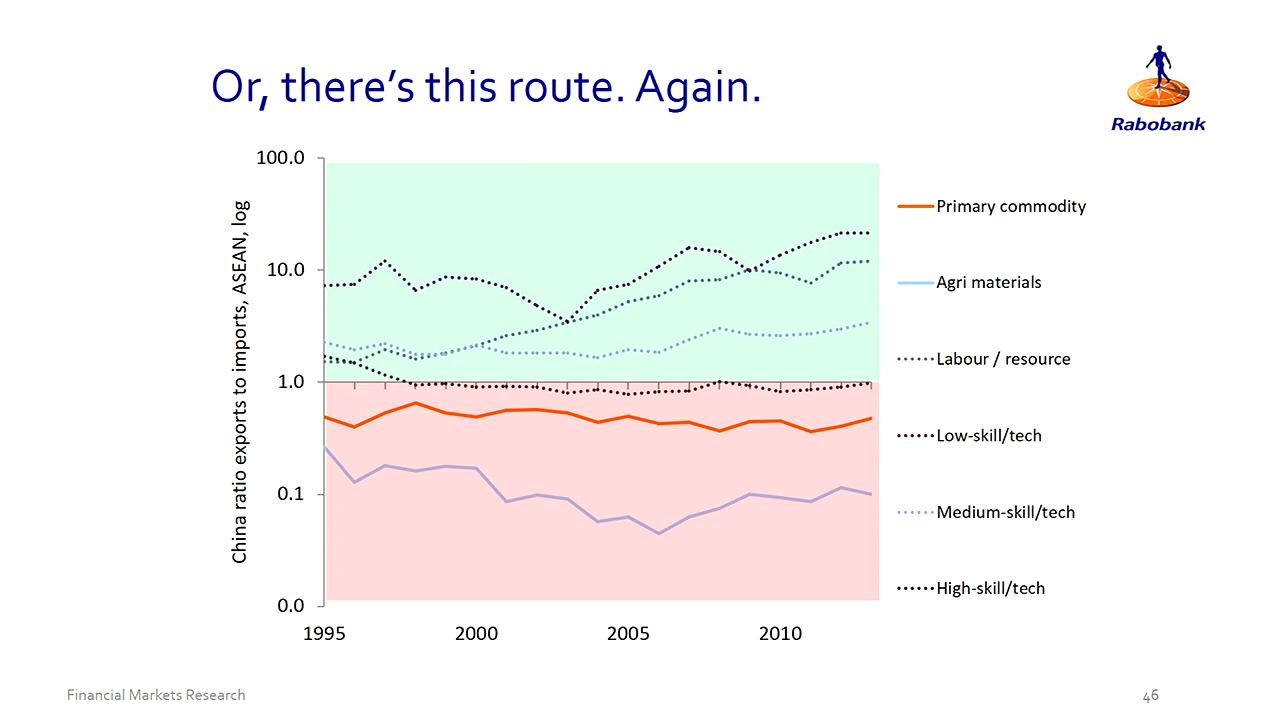 Or, there's this route. Again.
Rabobank
China ratio exports to imports, ASEAN, log
100.0
10.0
1.0
0.1
0.0
1995
2000
2005
2010
Primary commodity
Agri materials
Labour / resource
Low-skill/tech
Medium-skill/tech
High-skill/tech
Financial Markets Research
46